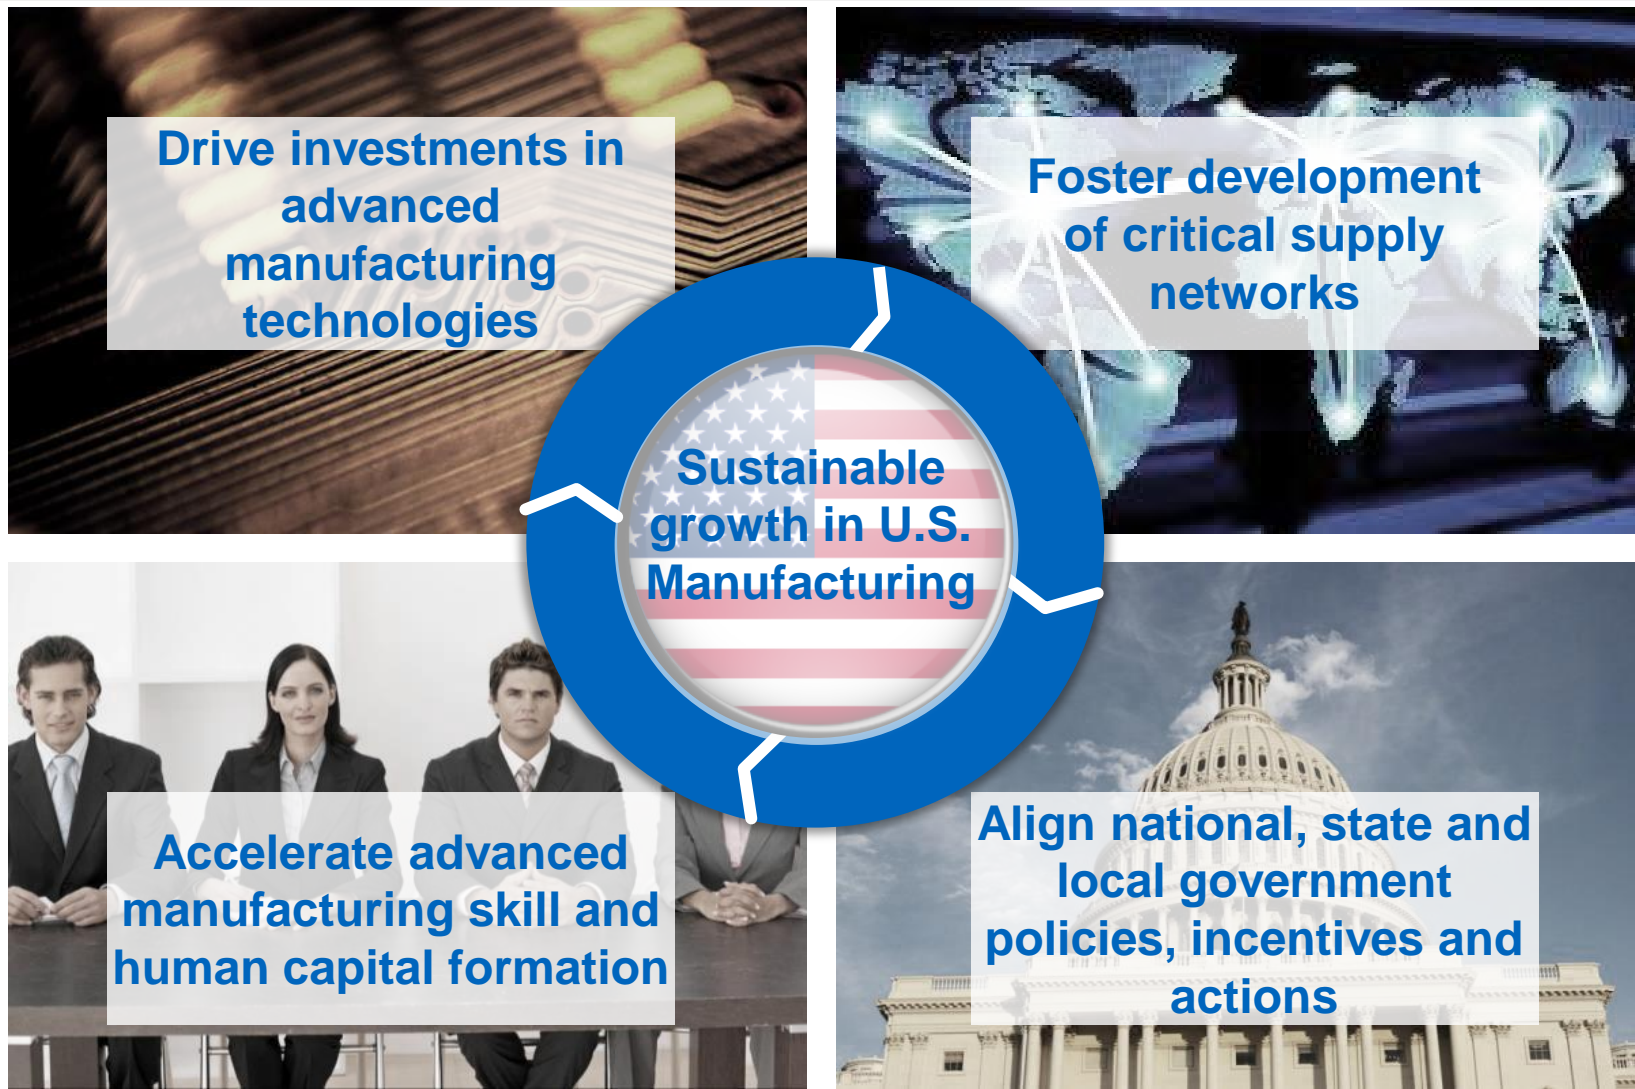 Drive investments in
advanced
manufacturing
technologies
Foster development
of critical supply
networks
Sustainable
growth in U.S.
Manufacturing
Accelerate advanced
manufacturing skill and
human capital formation
Align national, state and
local government
policies, incentives and
actions